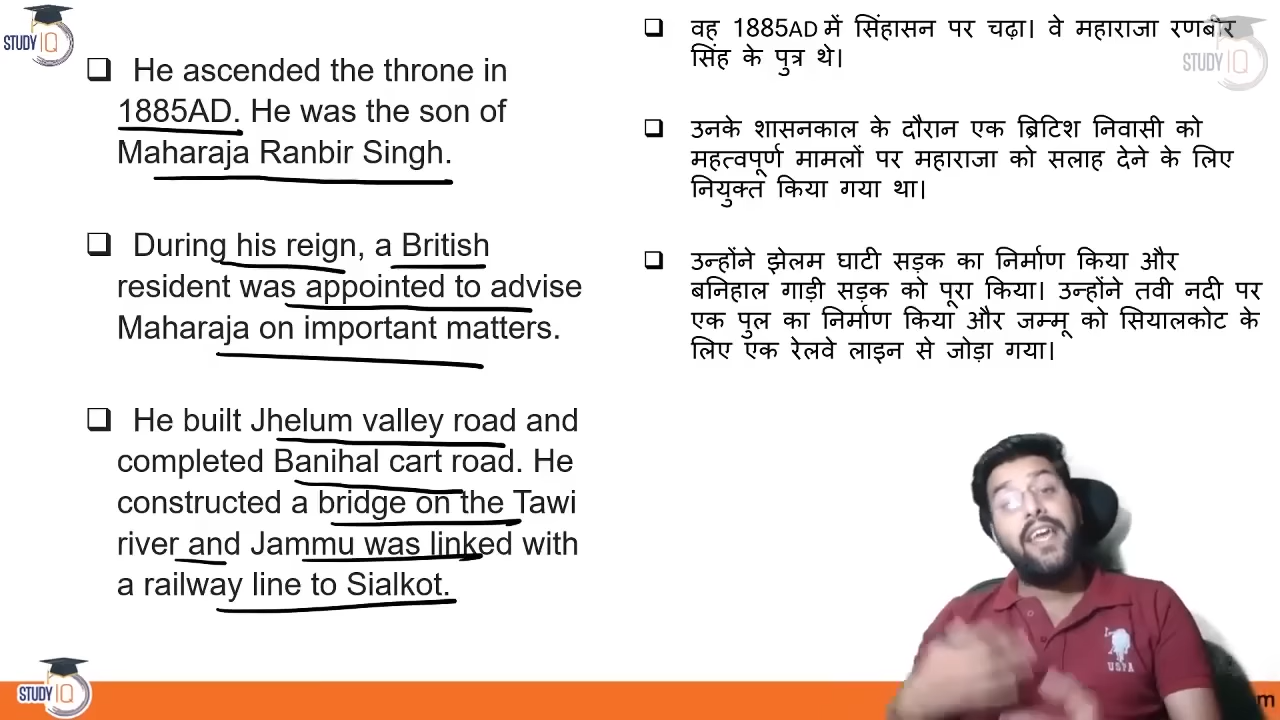 STUDY IQ
❑ He ascended the throne in
1885AD. He was the son of
Maharaja Ranbir Singh.
❑ During his reign, a British
resident was appointed to advise
Maharaja on important matters.
❑ He built Jhelum valley road and
completed Banihal cart road. He
constructed a bridge on the Tawi
river and Jammu was linked with
a railway line to Sialkot.
❑ वह 1885AD में सिंहासन पर चढ़ा। वे महाराजा रणबीर
सिंह के पुत्र थे।
❑ उनके शासनकाल के दौरान एक ब्रिटिश निवासी को
महत्वपूर्ण मामलों पर महाराजा को सलाह देने के लिए
नियुक्त किया गया था।
❑ उन्होंने झेलम घाटी सड़क का निर्माण किया और
बनिहाल गाड़ी सड़क को पूरा किया। उन्होंने तवी नदी पर
एक पुल का निर्माण किया और जम्मू को सियालकोट के
लिए एक रेलवे लाइन से जोड़ा गया।
STUDY IQ
USPA
STUDY IQ